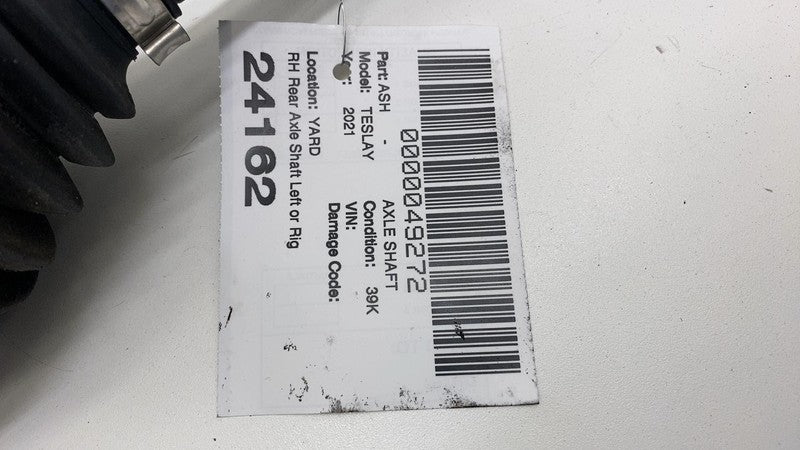 0000049272
Part: ASH - AXLE SHAFT
Model: TESLAY Condition: 39K
2021 VIN:
Damage Code:
Location: YARD
RH Rear Axle Shaft Left or Rig
24162